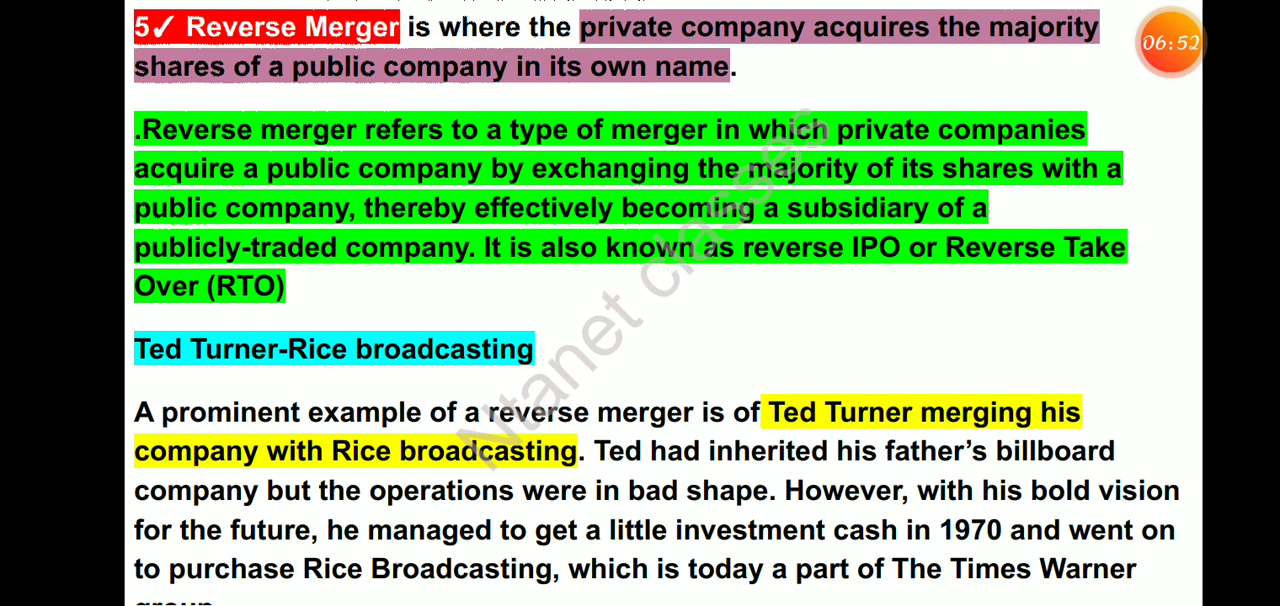 5✓ Reverse Merger is where the private company acquires the majority
shares of a public company in its own name.
06:52
.Reverse merger refers to a type of merger in which private companies
acquire a public company by exchanging the majority of its shares with a
public company, thereby effectively becoming a subsidiary of a
publicly-traded company. It is also known as reverse IPO or Reverse Take
Over (RTO)
Ted Turner-Rice broadcasting
A prominent example of a reverse merger is of Ted Turner merging his
company with Rice broadcasting. Ted had inherited his father’s billboard
company but the operations were in bad shape. However, with his bold vision
for the future, he managed to get a little investment cash in 1970 and went on
to purchase Rice Broadcasting, which is today a part of The Times Warner
Ntanet classes